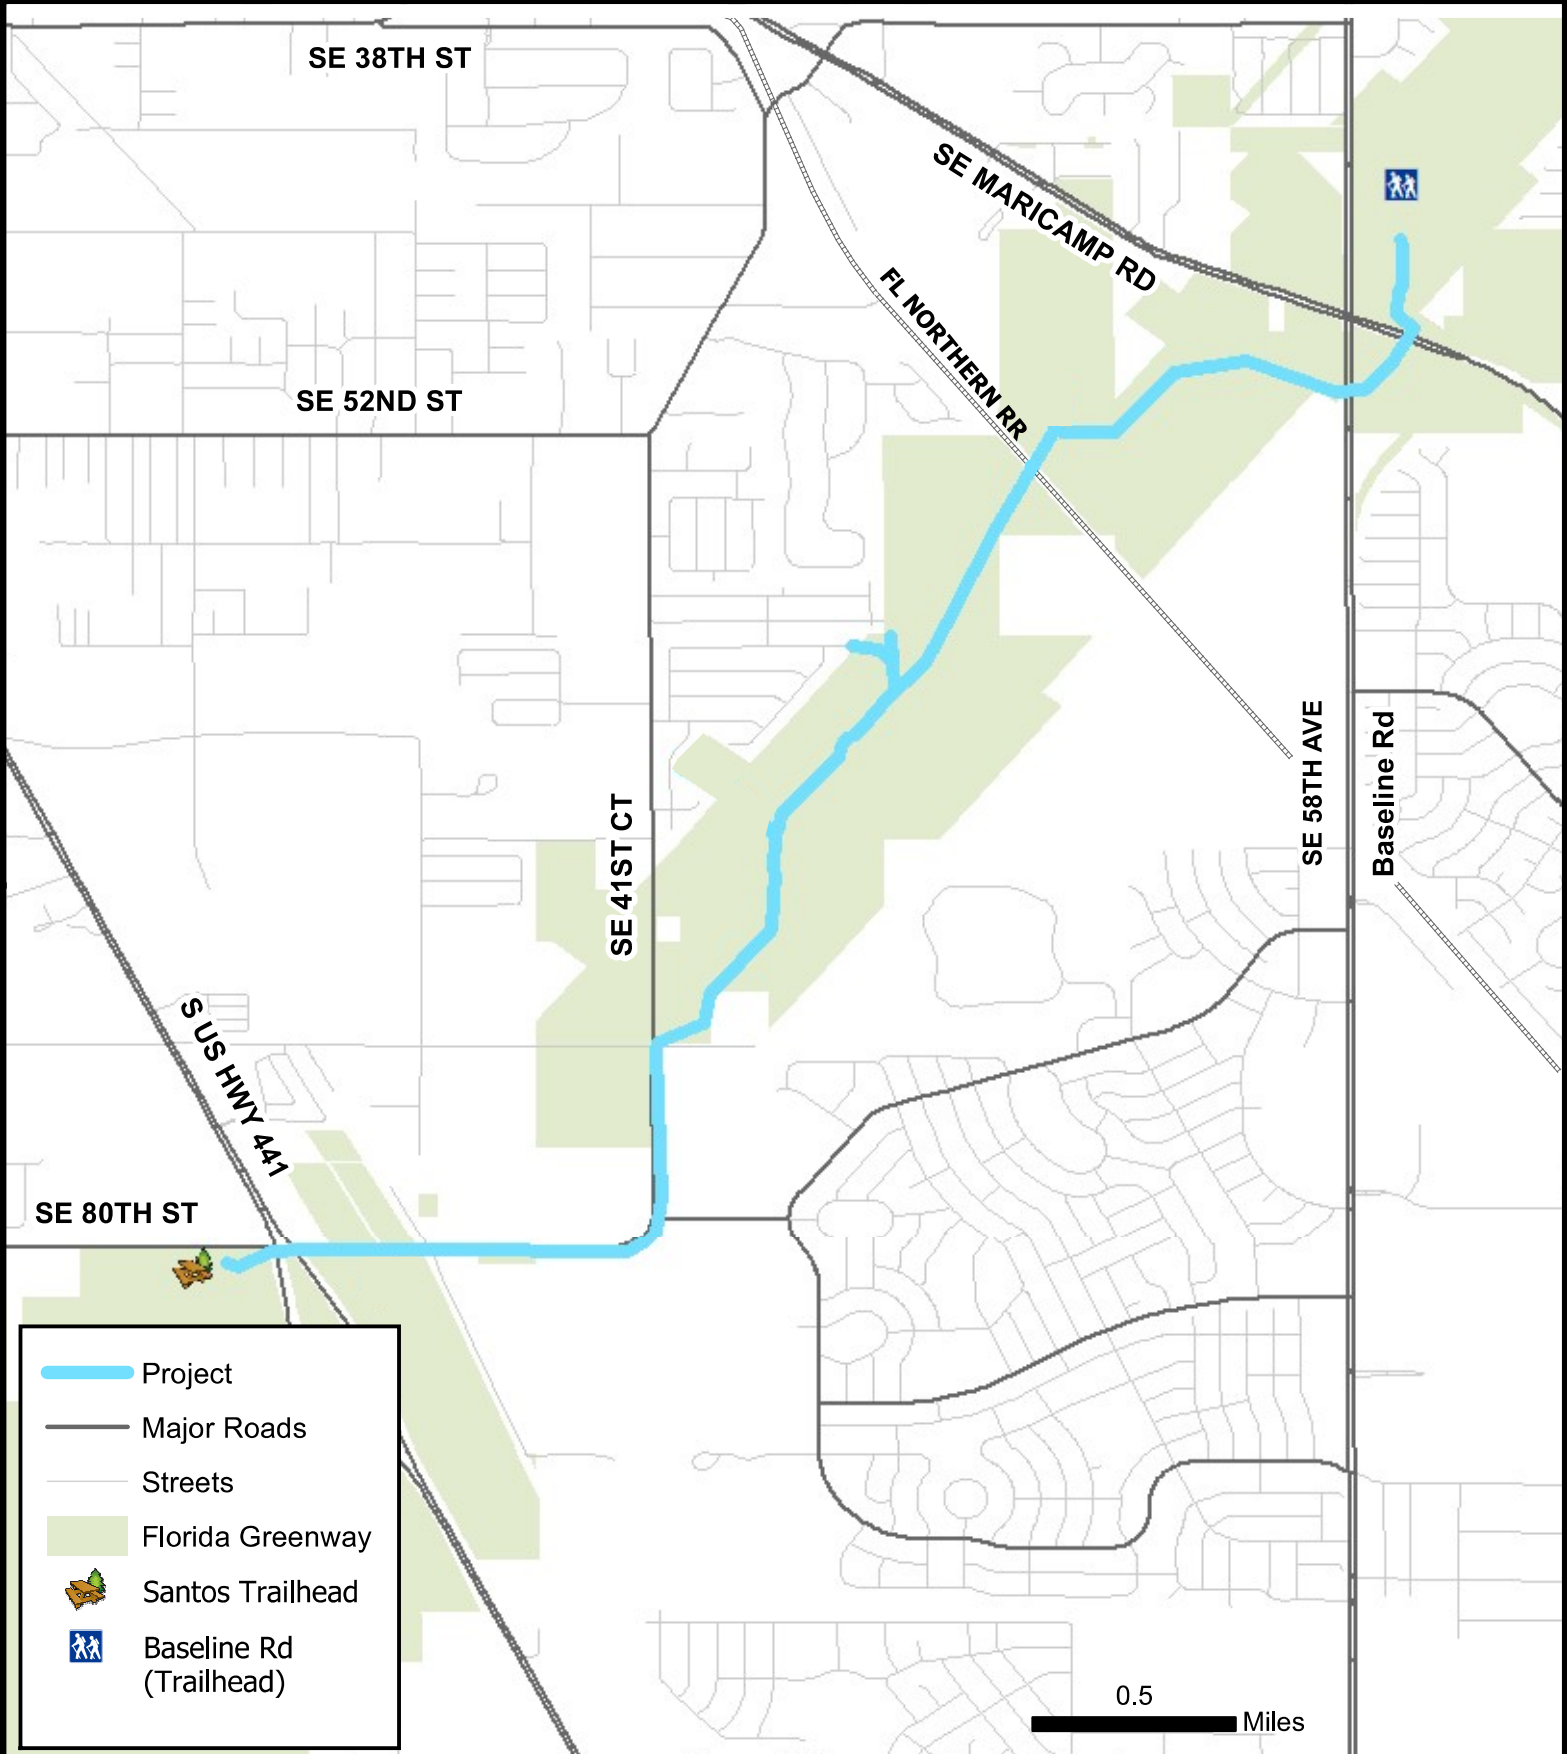 SE 38TH ST
SE MARICAMP RD
FL NORTHERN RR
SE 52ND ST
SE 58TH AVE
Baseline Rd
SE 41ST CT
S US HWY 441
SE 80TH ST
Project
Major Roads
Streets
Florida Greenway
Santos Trailhead
Baseline Rd
(Trailhead)
0.5
Miles